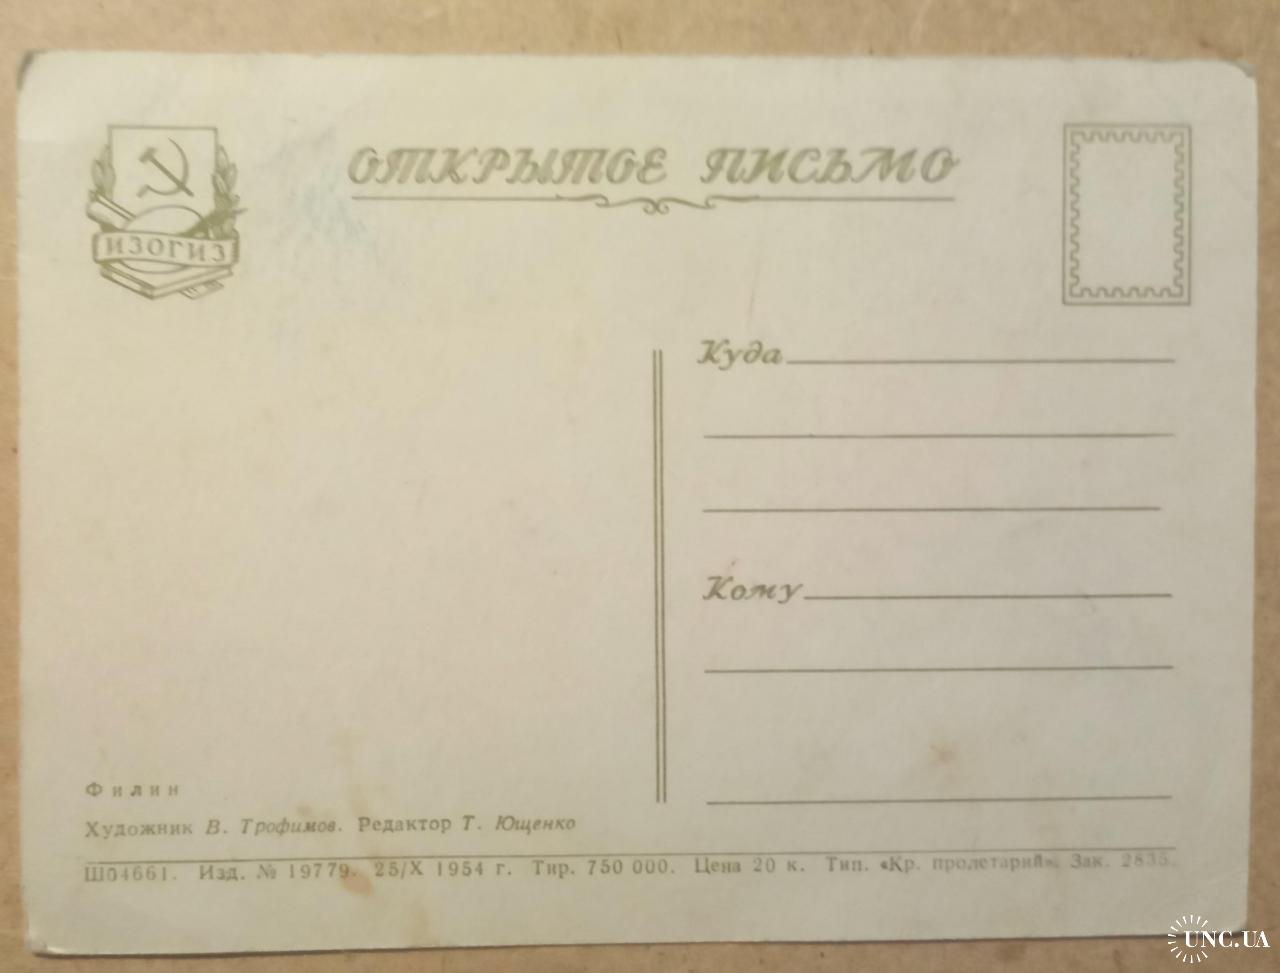 ОТКРЫТОЕ ПИСЬМО
ИЗОГИЗ
Куда
Кому
Филин
Художник В. Трофимов. Редактор Т. Ющенко
Ш04661. Изд. № 19779. 25/X 1954 г. Тир. 750 000. Цена 20 к. Тип. «Кр. пролетарий». Зак. 2835.
UNC.UA